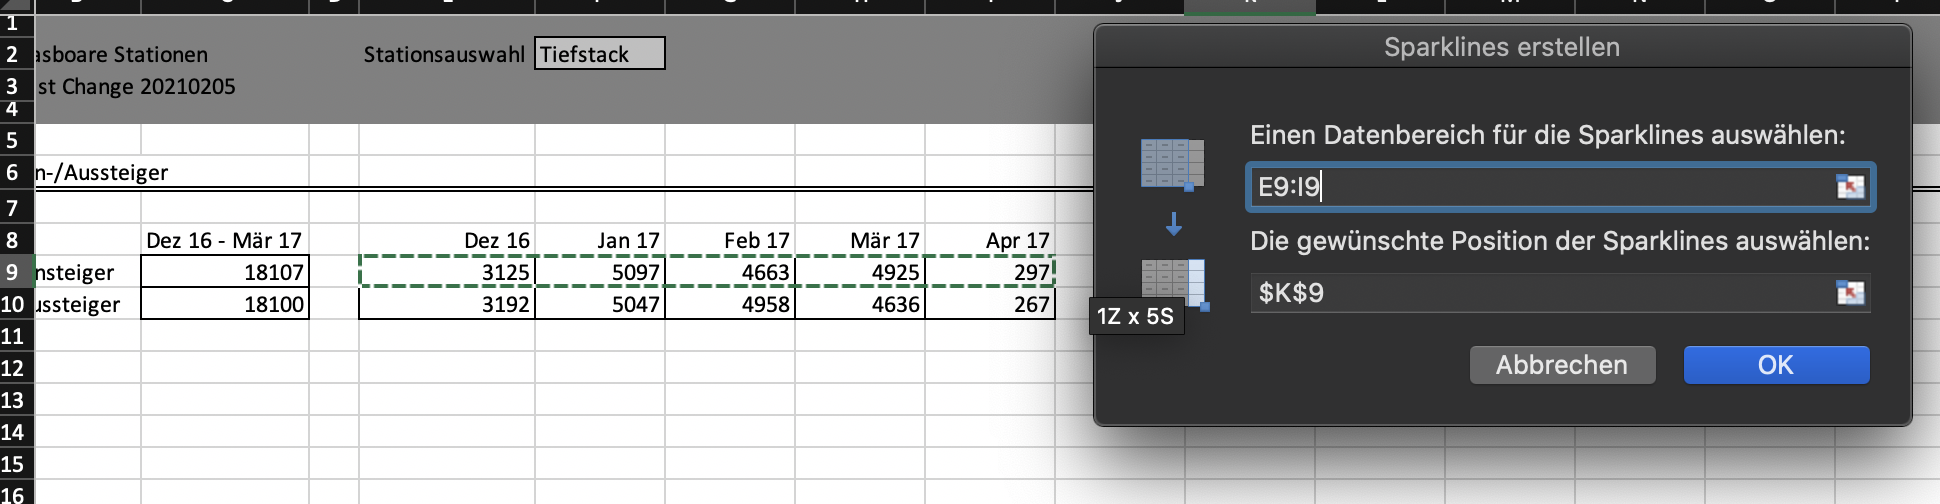 1
2 asboare Stationen Stationsauswahl Tiefstack
3 st Change 20210205
4
5
6 n-/Aussteiger
7
8 Dez 16 - Mär 17 Dez 16 Jan 17 Feb 17 Mär 17 Apr 17
9 nsteiger 18107 3125 5097 4663 4925 297
10 ussteiger 18100 3192 5047 4958 4636 267
11
12
13
14
15
16
Sparklines erstellen
Einen Datenbereich für die Sparklines auswählen:
E9:I9
Die gewünschte Position der Sparklines auswählen:
$K$9
1Z x 5S
Abbrechen OK